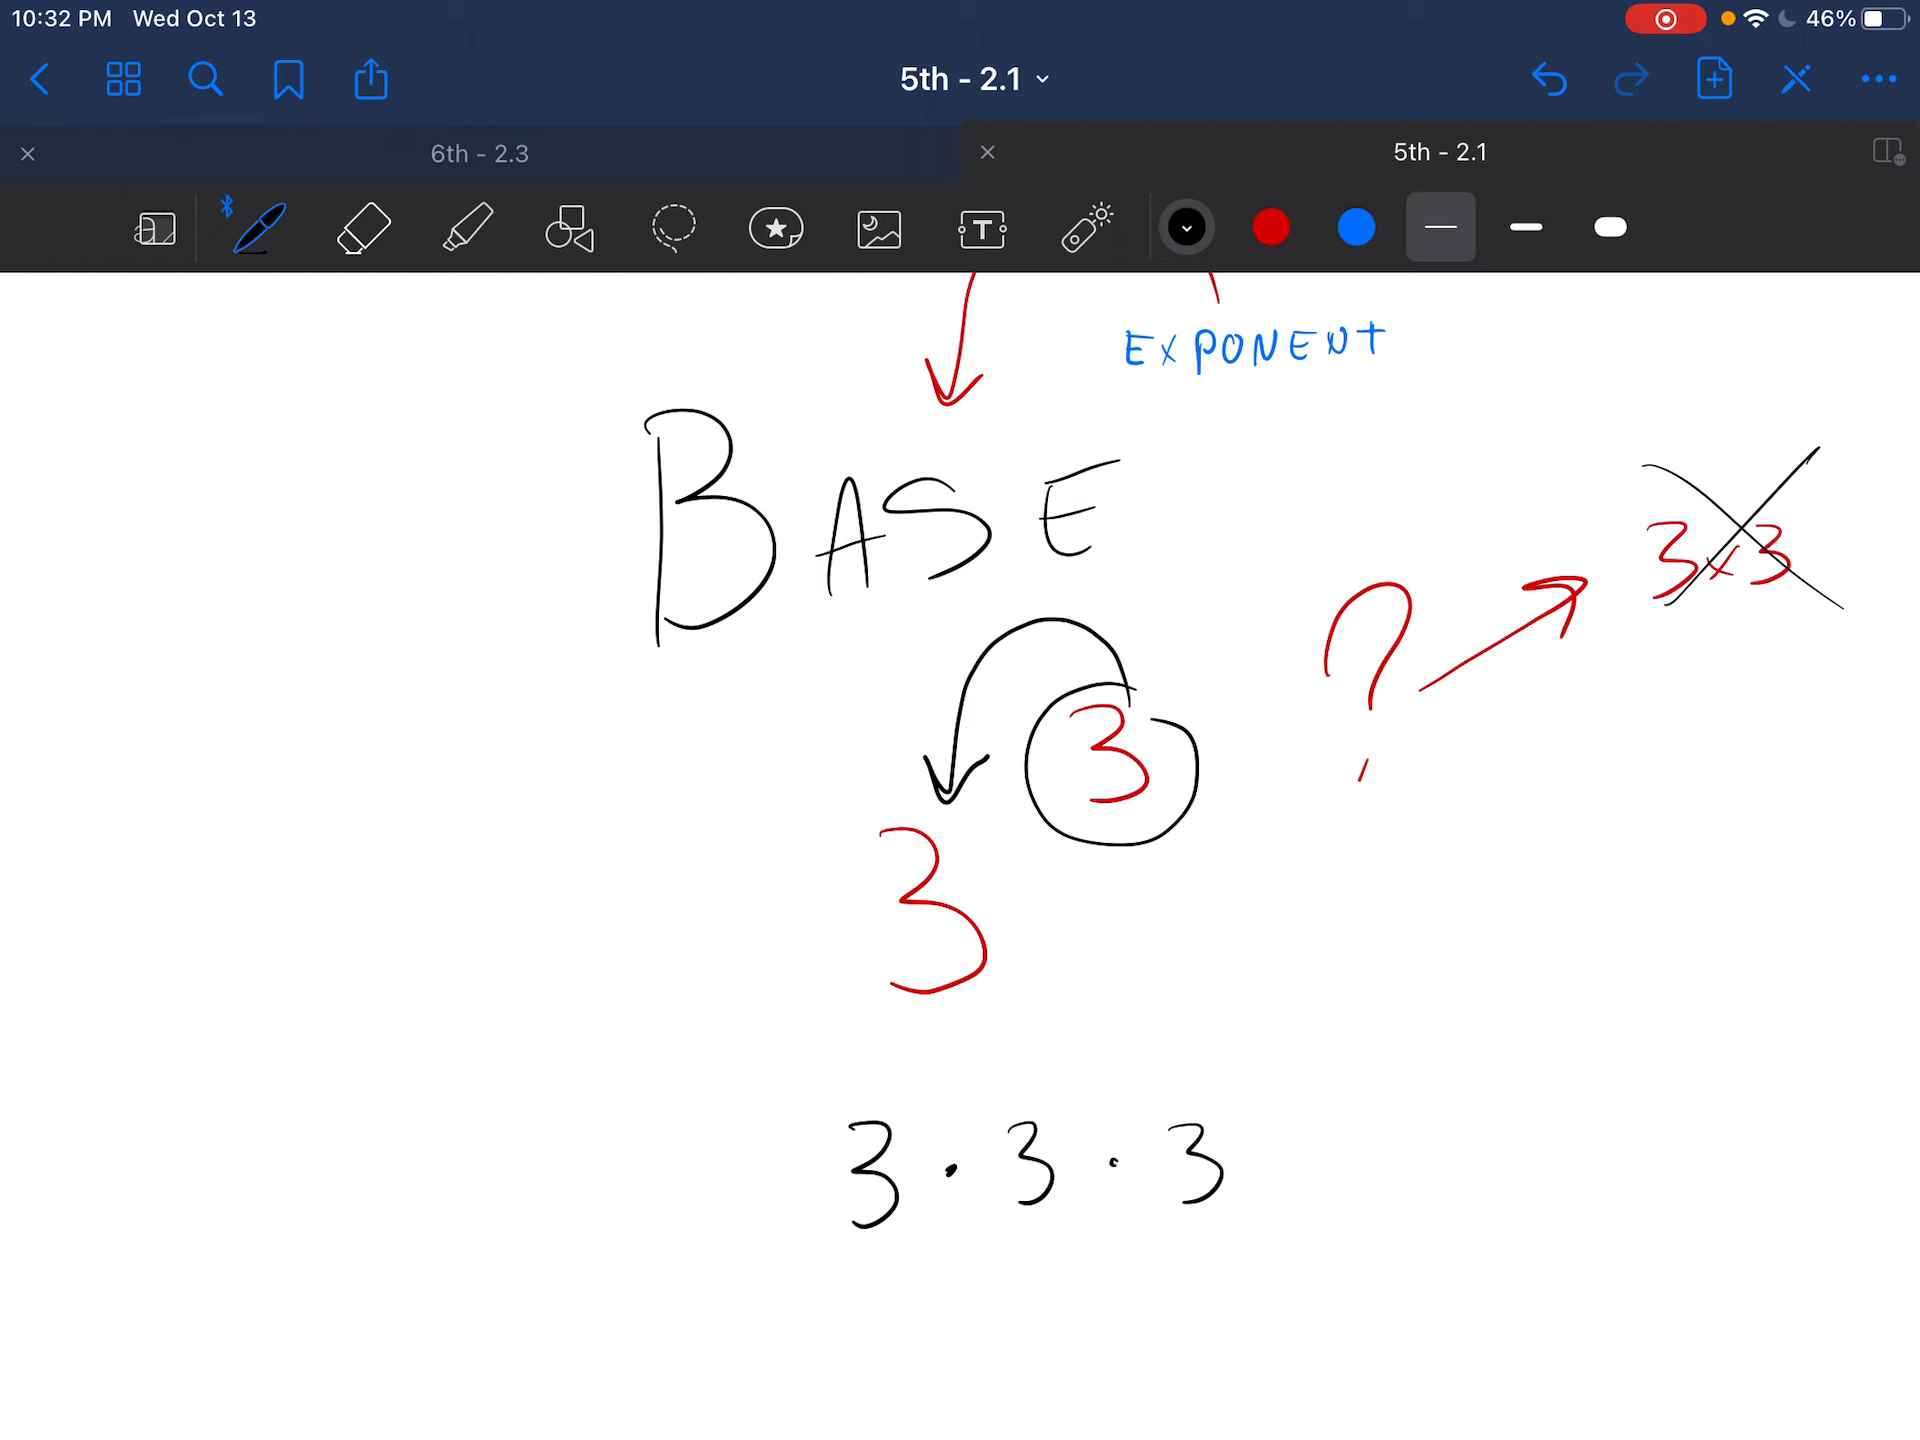 10:32 PM Wed Oct 13 46%
5th - 2.1
6th - 2.3 5th - 2.1
EXPONENT
BASE
3x3
3 ?
3
3 · 3 · 3